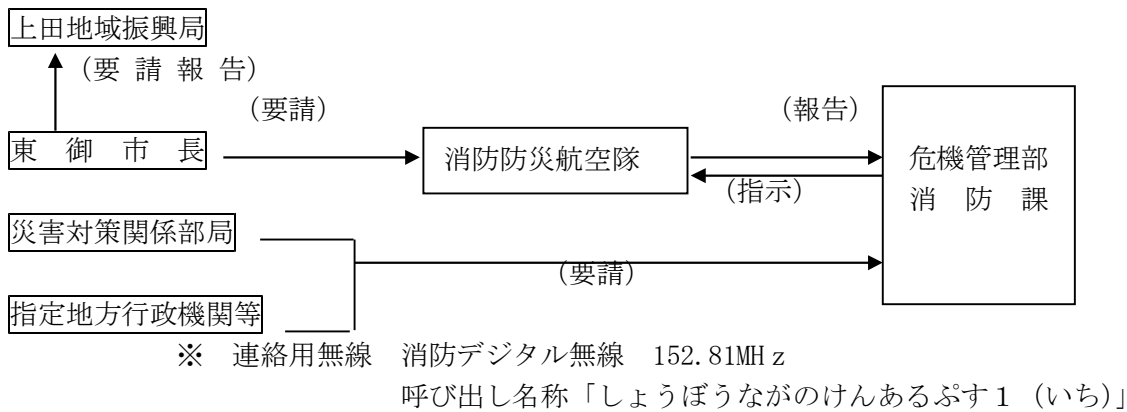 上田地域振興局
(要 請 報 告)
(要請)
(報告)
東 御 市 長
消防防災航空隊
危機管理部
消 防 課
(指示)
災害対策関係部局
(要請)
指定地方行政機関等
※ 連絡用無線 消防デジタル無線 152.81MHz
呼び出し名称「しょうぼうながのけんあるぷす1 (いち)」